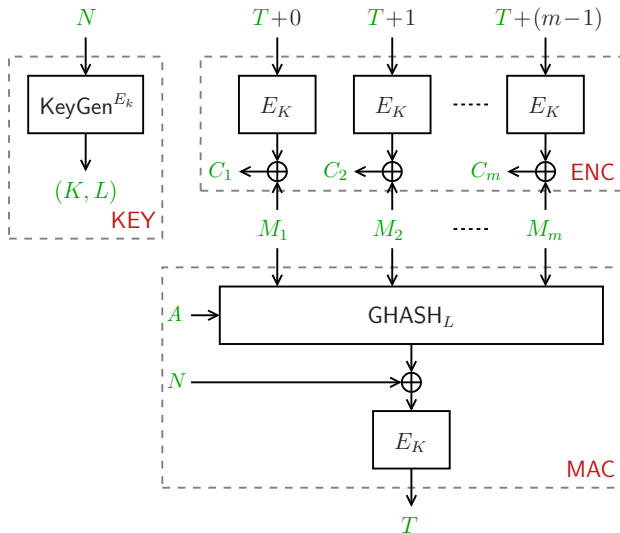 N T+0 T+1 T+(m−1)
KeyGen^{E_k} E_K E_K E_K
C_1 C_2 C_m ENC
(K, L)
KEY
M_1 M_2 M_m
A GHASH_L
N
E_K
MAC
T